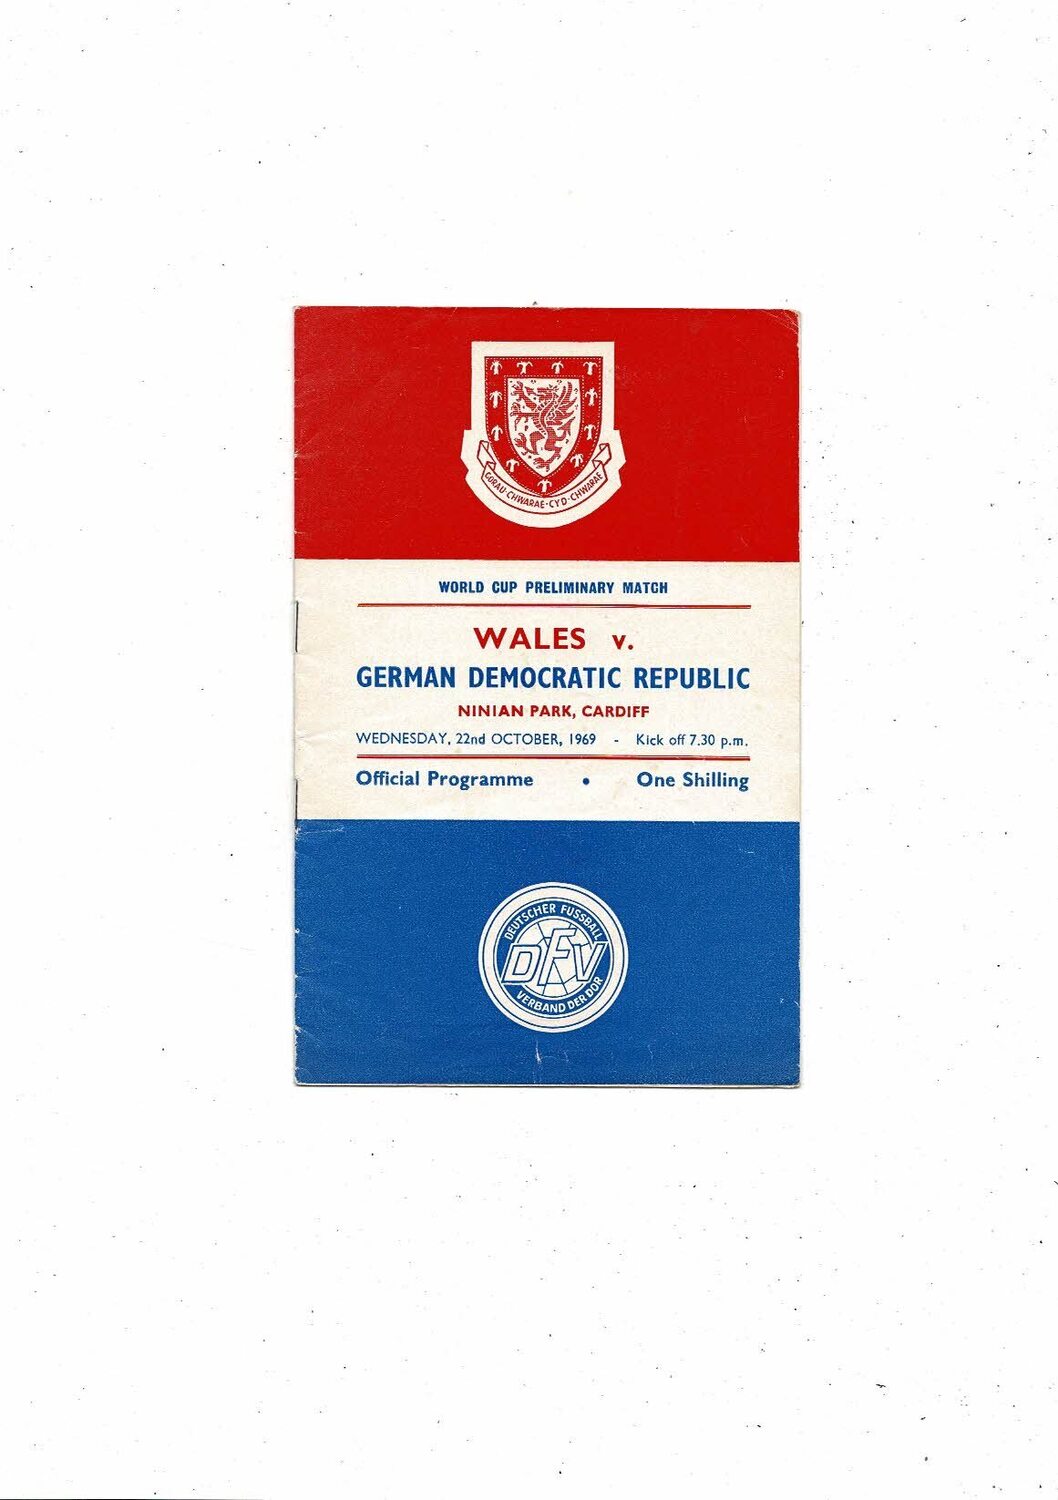 GORAU·CHWARAE·CYD·CHWARAE
WORLD CUP PRELIMINARY MATCH
WALES v.
GERMAN DEMOCRATIC REPUBLIC
NINIAN PARK, CARDIFF
WEDNESDAY, 22nd OCTOBER, 1969 - Kick off 7.30 p.m.
Official Programme • One Shilling
DEUTSCHER FUSSBALL
DFV
VERBAND DER DDR